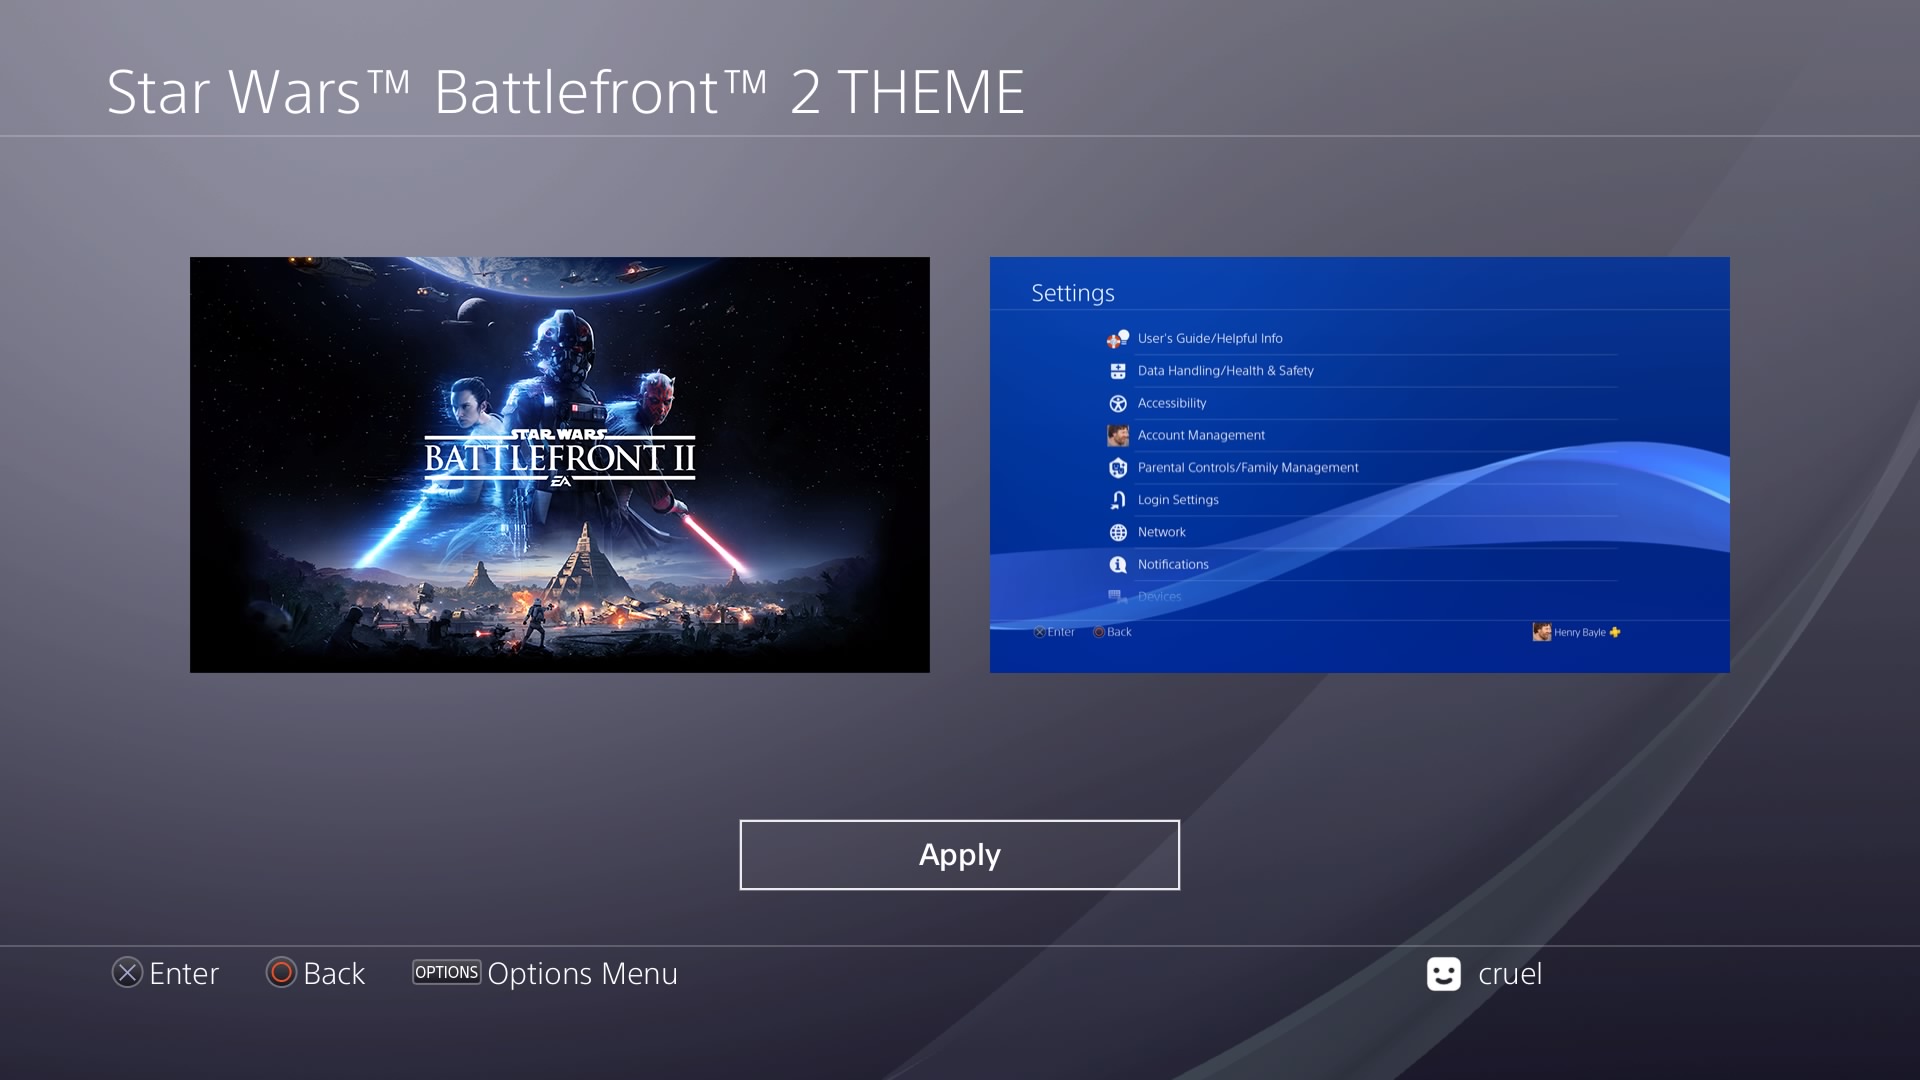 Star Wars™ Battlefront™ 2 THEME
STAR WARS
BATTLEFRONT II
EA
Settings
User's Guide/Helpful Info
Data Handling/Health & Safety
Accessibility
Account Management
Parental Controls/Family Management
Login Settings
Network
Notifications
Devices
Enter Back Henry Bayle
Apply
Enter Back OPTIONS Options Menu cruel